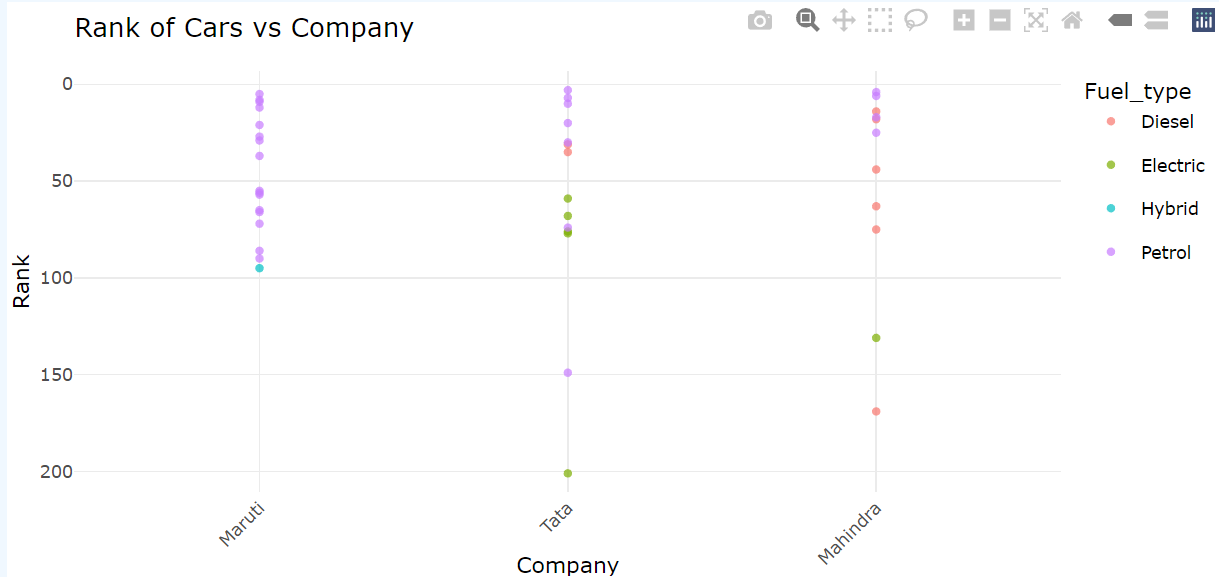 Rank of Cars vs Company
0
50
100
150
200
Rank
Maruti
Tata
Mahindra
Company
Fuel_type
Diesel
Electric
Hybrid
Petrol